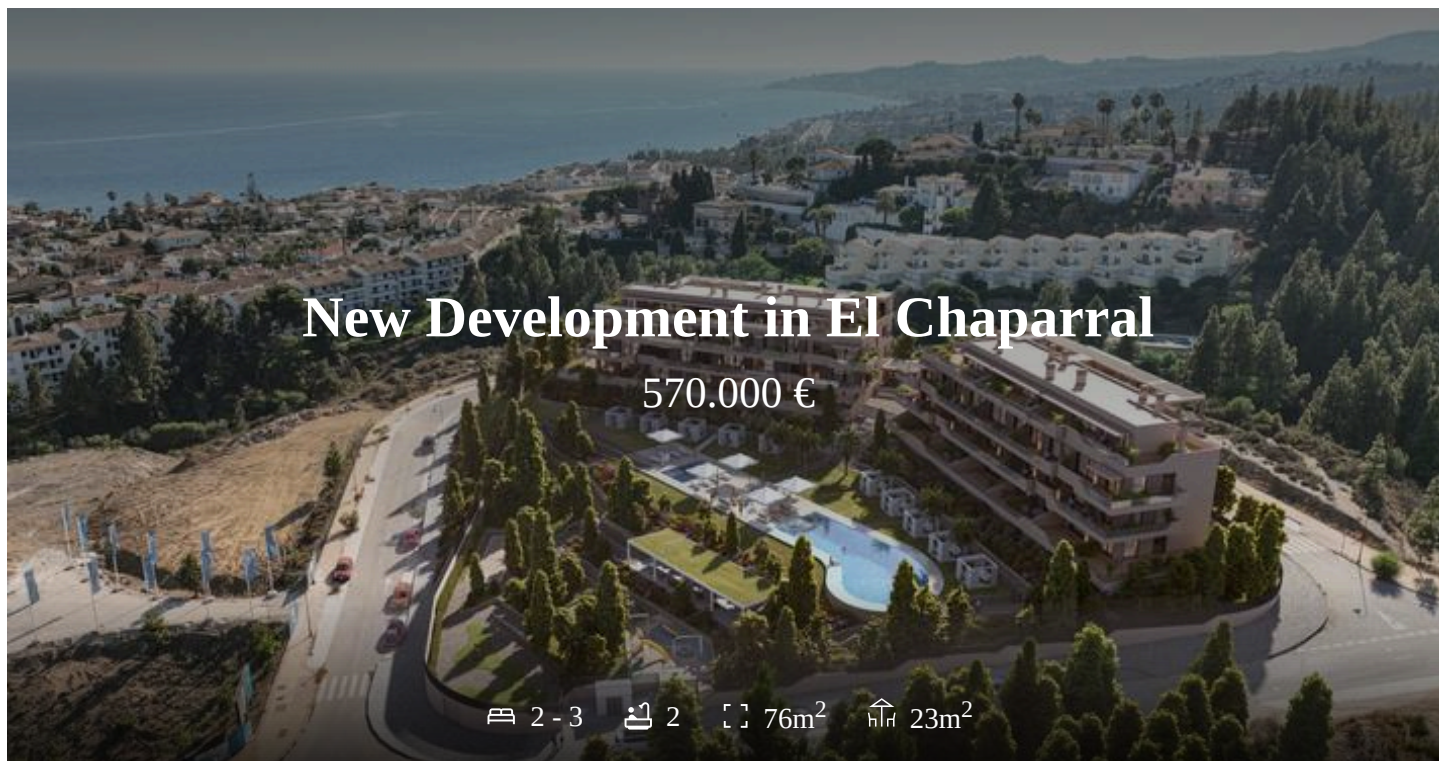 New Development in El Chaparral
570.000 €
2 - 3 2 76m² 23m²